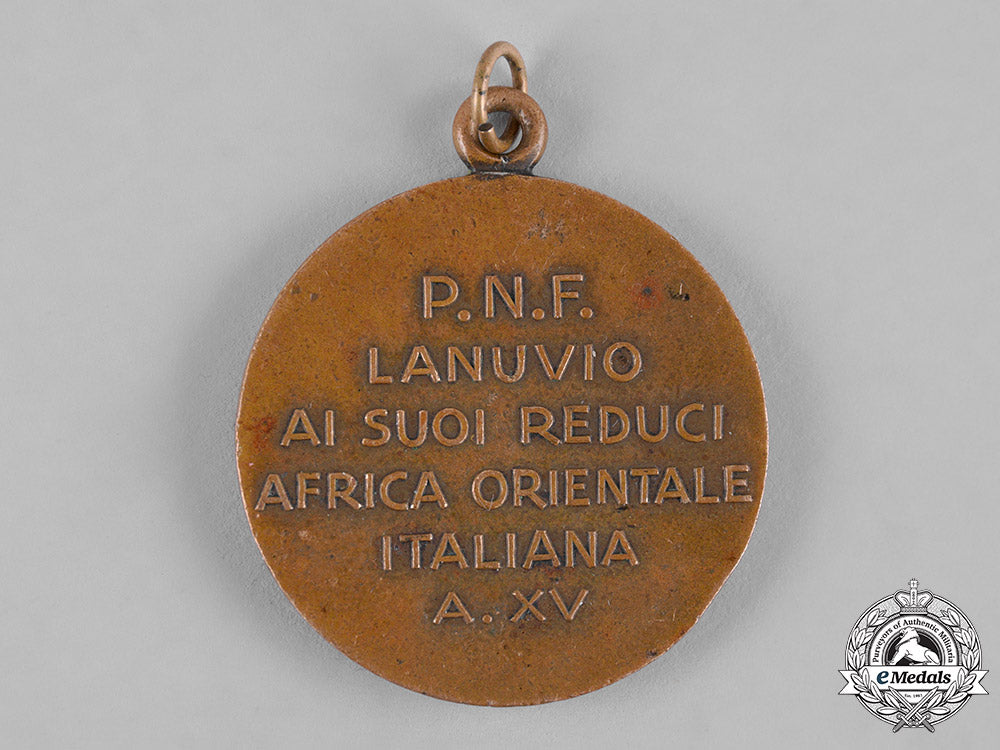 P.N.F.
LANUVIO
AI SUOI REDUCI
AFRICA ORIENTALE
ITALIANA
A. XV
Purveyors of Authentic Militaria
eMedals